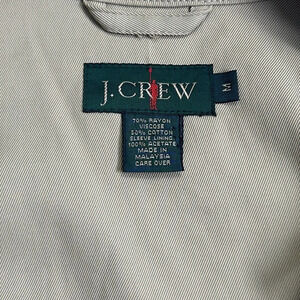 J.CREW
M
70% RAYON
VISCOSE
30% COTTON
SLEEVE LINING
100% ACETATE
MADE IN
MALAYSIA
CARE OVER